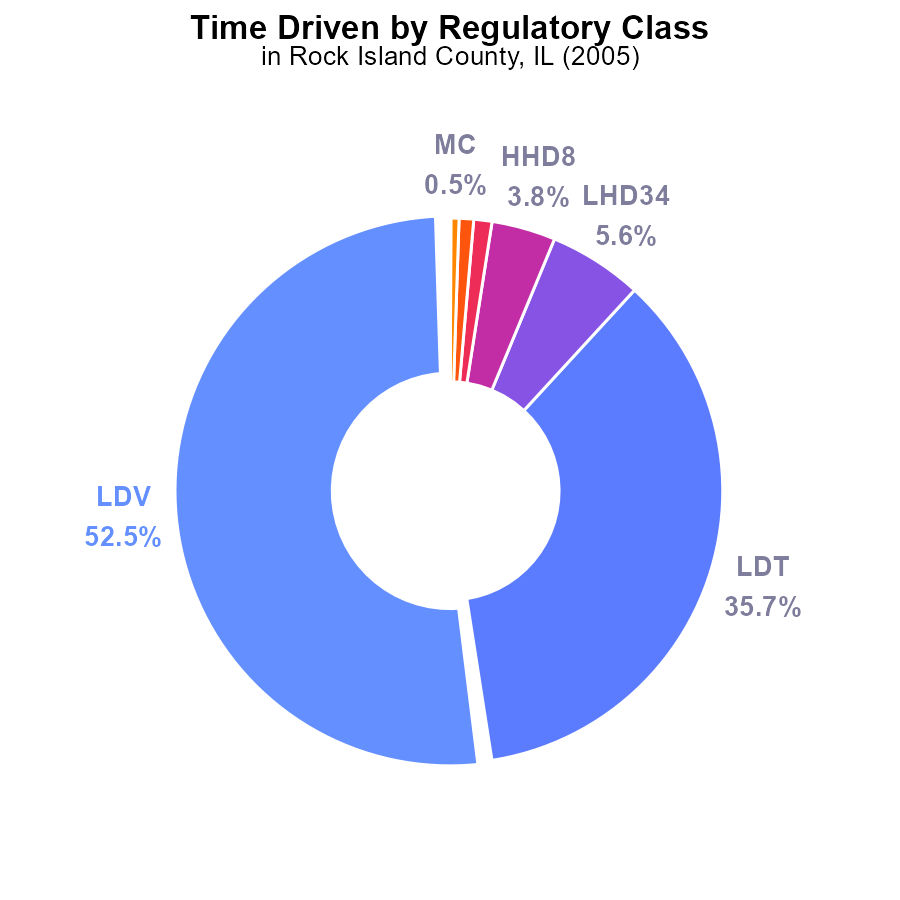 Time Driven by Regulatory Class
in Rock Island County, IL (2005)
MC
0.5%
HHD8
3.8%
LHD34
5.6%
LDV
52.5%
LDT
35.7%